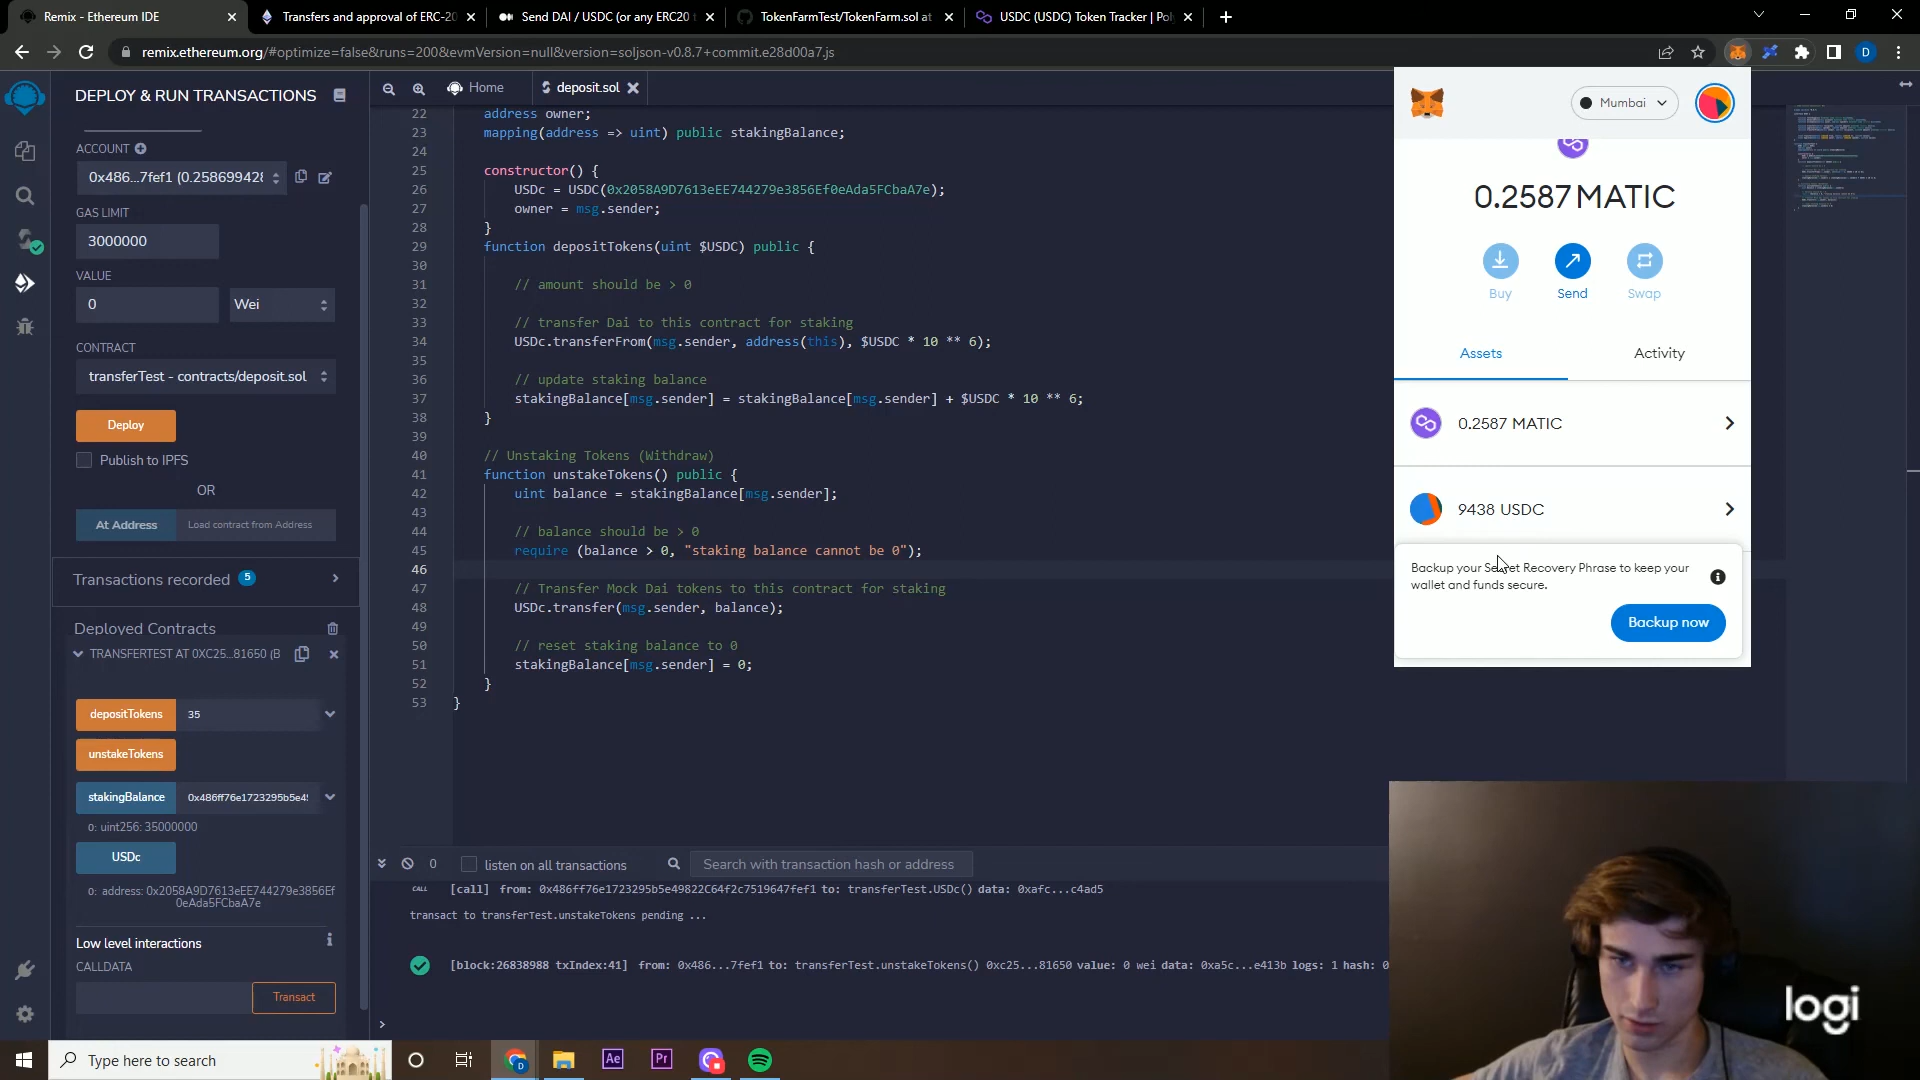 Remix - Ethereum IDE
Transfers and approval of ERC-20
Send DAI / USDC (or any ERC20
TokenFarmTest/TokenFarm.sol at
USDC (USDC) Token Tracker | Pol
remix.ethereum.org/#optimize=false&runs=200&evmVersion=null&version=soljson-v0.8.7+commit.e28d00a7.js
D
DEPLOY & RUN TRANSACTIONS
ACCOUNT
0x486...7fef1 (0.25869942
GAS LIMIT
3000000
VALUE
0
Wei
CONTRACT
transferTest - contracts/deposit.sol
Deploy
Publish to IPFS
OR
At Address
Load contract from Address
Transactions recorded 5
Deployed Contracts
TRANSFERTEST AT 0XC25...81650 (B
depositTokens
35
unstakeTokens
stakingBalance
0x486ff76e1723295b5e4
0: uint256: 35000000
USDc
0: address: 0x2058A9D7613eEE744279e3856Ef
0eAda5FCbaA7e
Low level interactions
CALLDATA
Transact
Home
deposit.sol
22 address owner;
23 mapping(address => uint) public stakingBalance;
24
25 constructor() {
26 USDc = USDC(0x2058A9D7613eEE744279e3856Ef0eAda5FCbaA7e);
27 owner = msg.sender;
28 }
29 function depositTokens(uint $USDC) public {
30
31 // amount should be > 0
32
33 // transfer Dai to this contract for staking
34 USDc.transferFrom(msg.sender, address(this), $USDC * 10 ** 6);
35
36 // update staking balance
37 stakingBalance[msg.sender] = stakingBalance[msg.sender] + $USDC * 10 ** 6;
38 }
39
40 // Unstaking Tokens (Withdraw)
41 function unstakeTokens() public {
42 uint balance = stakingBalance[msg.sender];
43
44 // balance should be > 0
45 require (balance > 0, "staking balance cannot be 0");
46
47 // Transfer Mock Dai tokens to this contract for staking
48 USDc.transfer(msg.sender, balance);
49
50 // reset staking balance to 0
51 stakingBalance[msg.sender] = 0;
52 }
53 }
0
listen on all transactions
Search with transaction hash or address
CALL [call] from: 0x486ff76e1723295b5e49822C64f2c7519647fef1 to: transferTest.USDc() data: 0xafc...c4ad5
transact to transferTest.unstakeTokens pending ...
[block:26838988 txIndex:41] from: 0x486...7fef1 to: transferTest.unstakeTokens() 0xc25...81650 value: 0 wei data: 0xa5c...e413b logs: 1 hash: 0
>
Mumbai
0.2587 MATIC
Buy
Send
Swap
Assets
Activity
0.2587 MATIC
9438 USDC
Backup your Secret Recovery Phrase to keep your
wallet and funds secure.
Backup now
logi
Type here to search
D
Ae
Pr